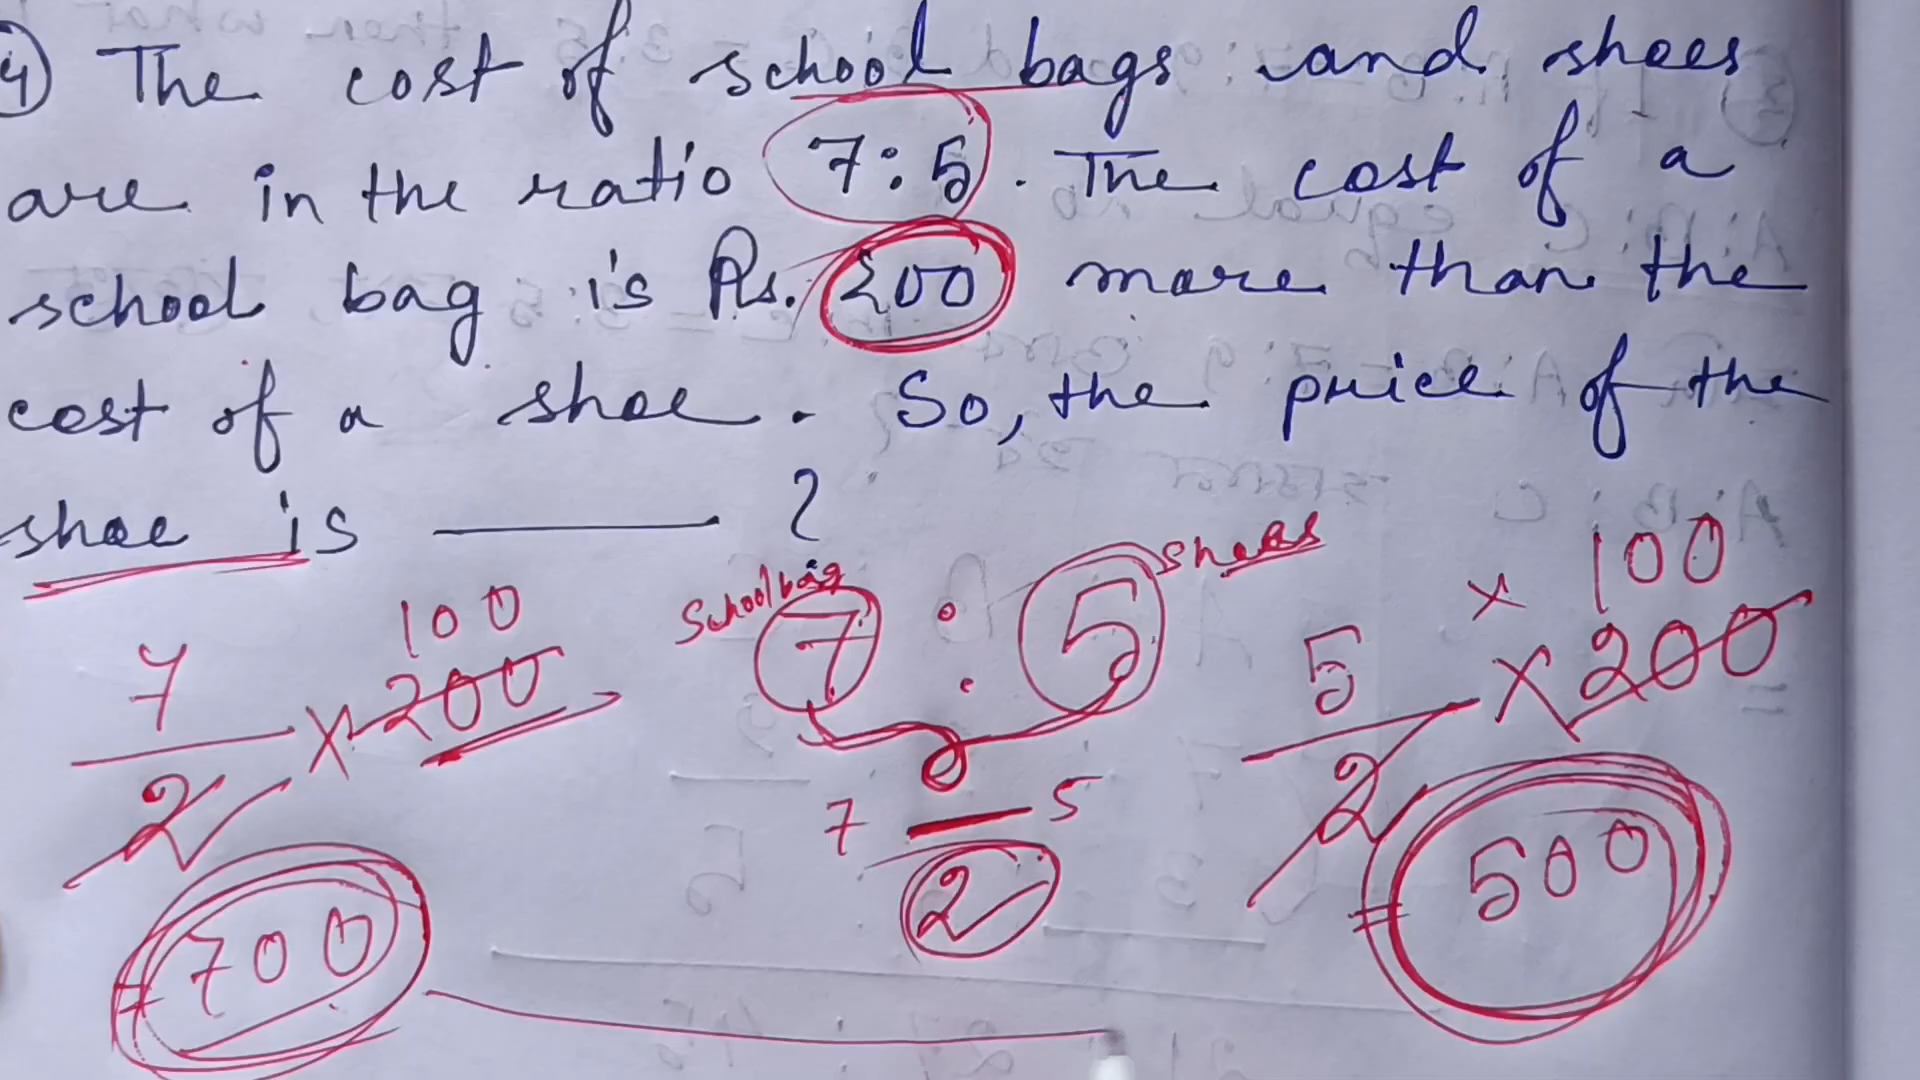 4) The cost of school bags and shoes
are in the ratio 7:5. The cost of a
school bag is Rs. 200 more than the
cost of a shoe. So, the price of the
shoe is ______ ?
School bag 7 : 5 shoes
7 - 5
2
7/2 × 200 100
= 700
5/2 × × 200 100
= 500